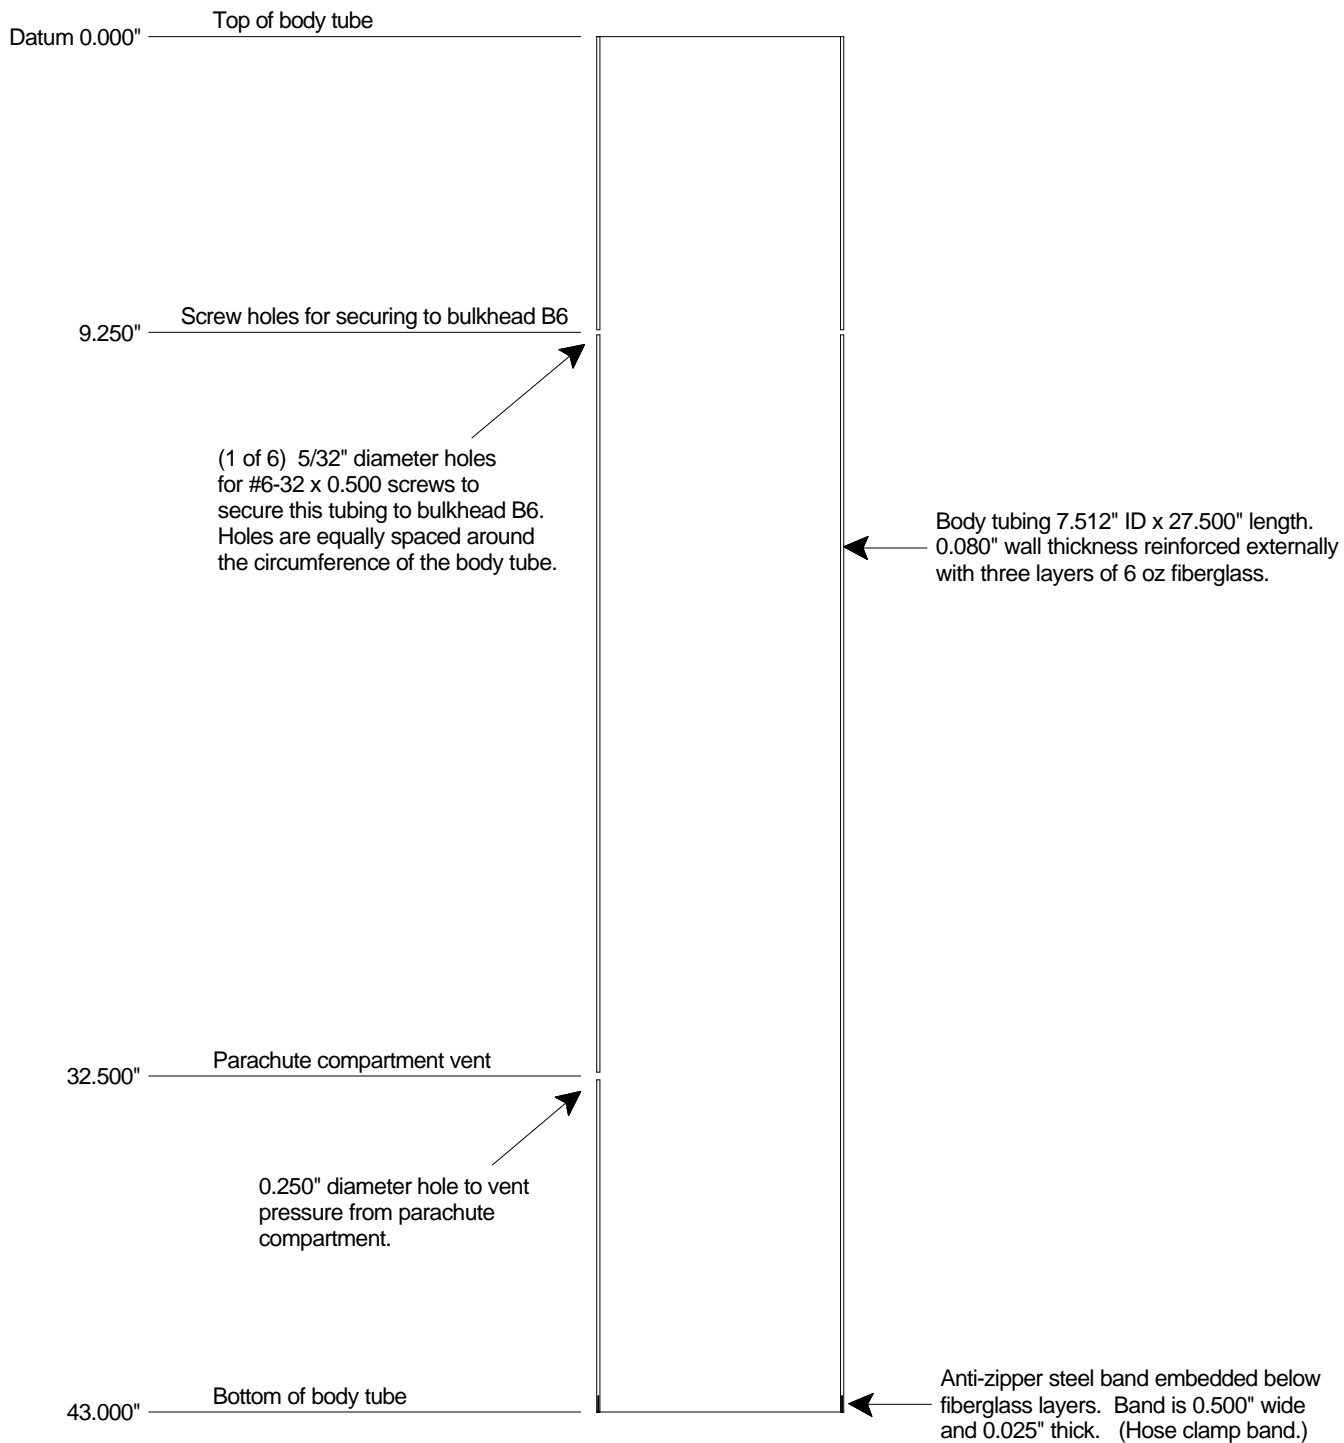 Top of body tube
Datum 0.000"
Screw holes for securing to bulkhead B6
9.250"
(1 of 6)  5/32" diameter holes
for #6-32 x 0.500 screws to
secure this tubing to bulkhead B6.
Holes are equally spaced around
the circumference of the body tube.
Body tubing 7.512" ID x 27.500" length.
0.080" wall thickness reinforced externally
with three layers of 6 oz fiberglass.
Parachute compartment vent
32.500"
0.250" diameter hole to vent
pressure from parachute
compartment.
Bottom of body tube
43.000"
Anti-zipper steel band embedded below
fiberglass layers.  Band is 0.500" wide
and 0.025" thick.   (Hose clamp band.)